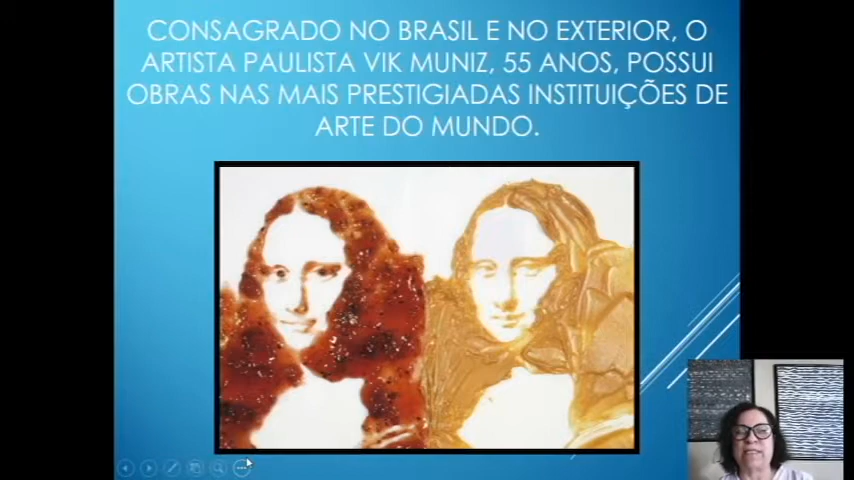 CONSAGRADO NO BRASIL E NO EXTERIOR, O
ARTISTA PAULISTA VIK MUNIZ, 55 ANOS, POSSUI
OBRAS NAS MAIS PRESTIGIADAS INSTITUIÇÕES DE
ARTE DO MUNDO.